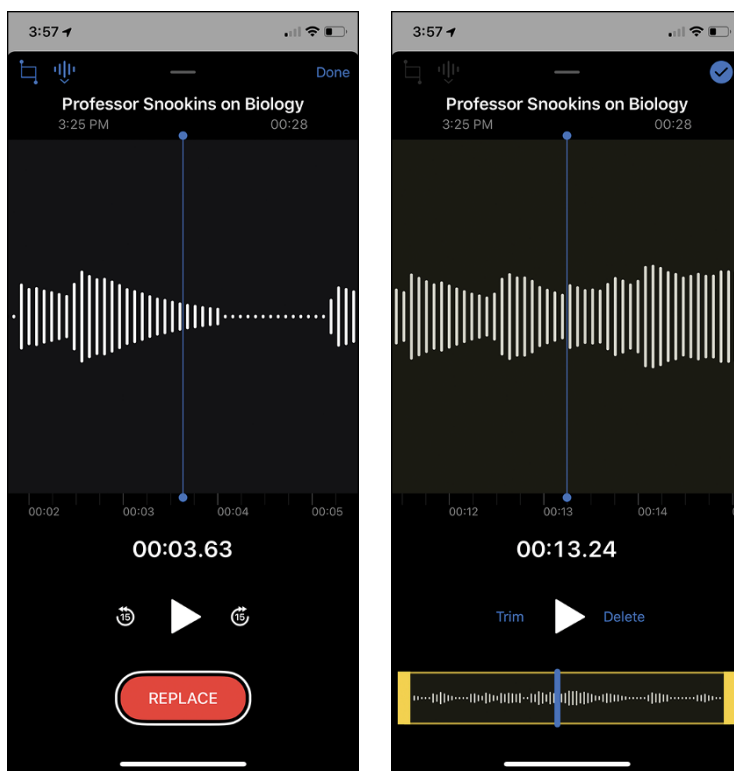 3:57
Done
Professor Snookins on Biology
3:25 PM 00:28
00:02 00:03 00:04 00:05
00:03.63
15 15
REPLACE
3:57
Professor Snookins on Biology
3:25 PM 00:28
00:12 00:13 00:14
00:13.24
Trim Delete